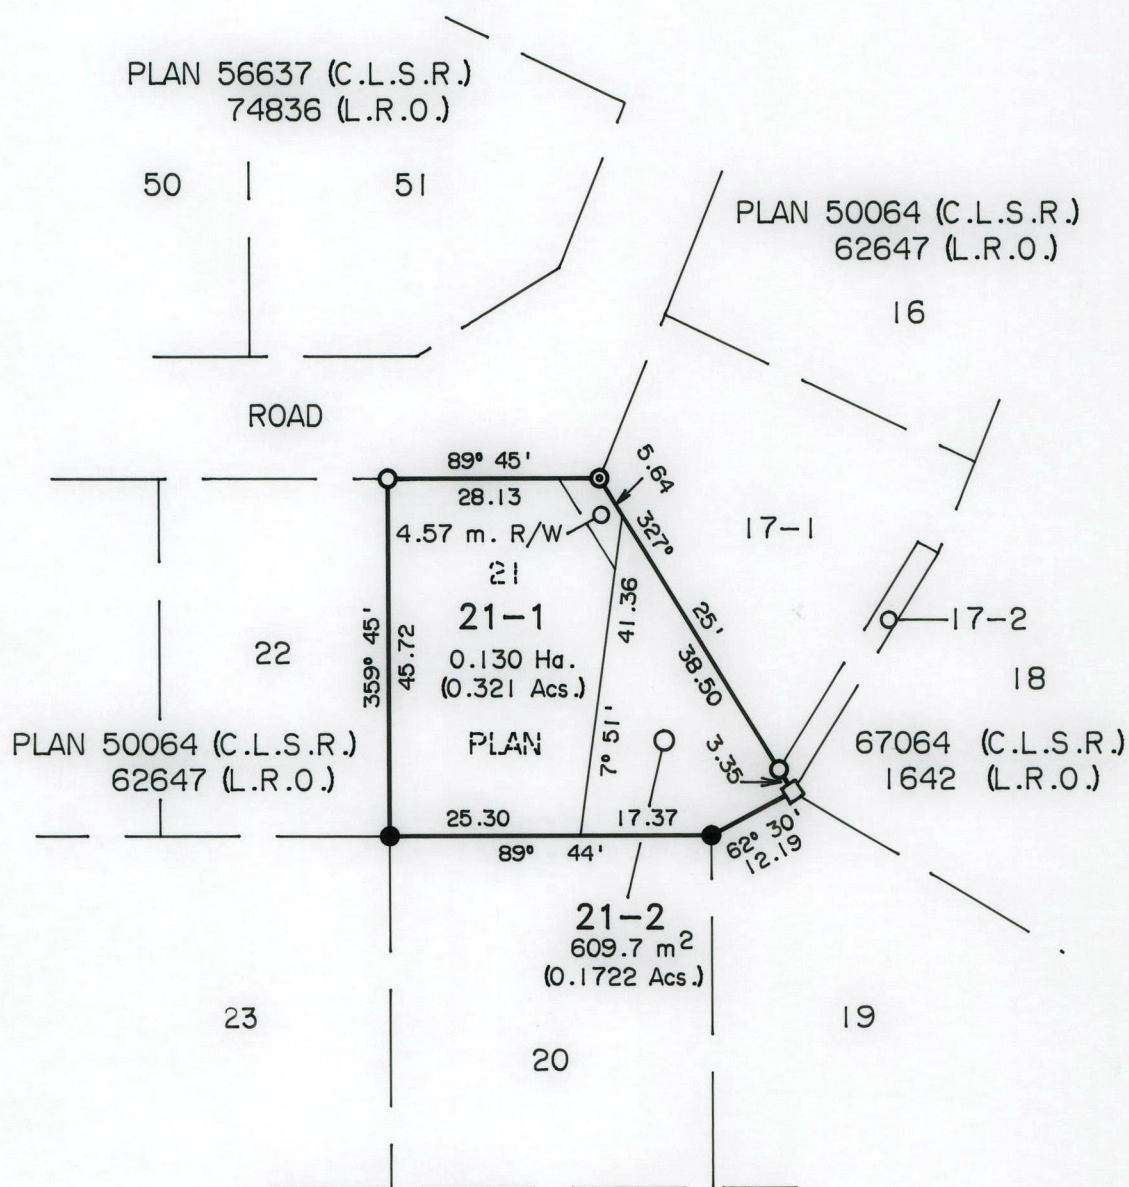 PLAN 56637 (C.L.S.R.)
74836 (L.R.O.)
50
51
PLAN 50064 (C.L.S.R.)
62647 (L.R.O.)
16
ROAD
89° 45'
28.13
5.64
4.57 m. R/W
327°
17-1
21
21-1
0.130 Ha.
(0.321 Acs.)
41.36
25'
38.50
359° 45'
45.72
22
17-2
18
PLAN 50064 (C.L.S.R.)
62647 (L.R.O.)
PLAN
7° 51'
3.35
67064 (C.L.S.R.)
1642 (L.R.O.)
25.30
17.37
89° 44'
62° 30'
12.19
21-2
609.7 m²
(0.1722 Acs.)
23
20
19